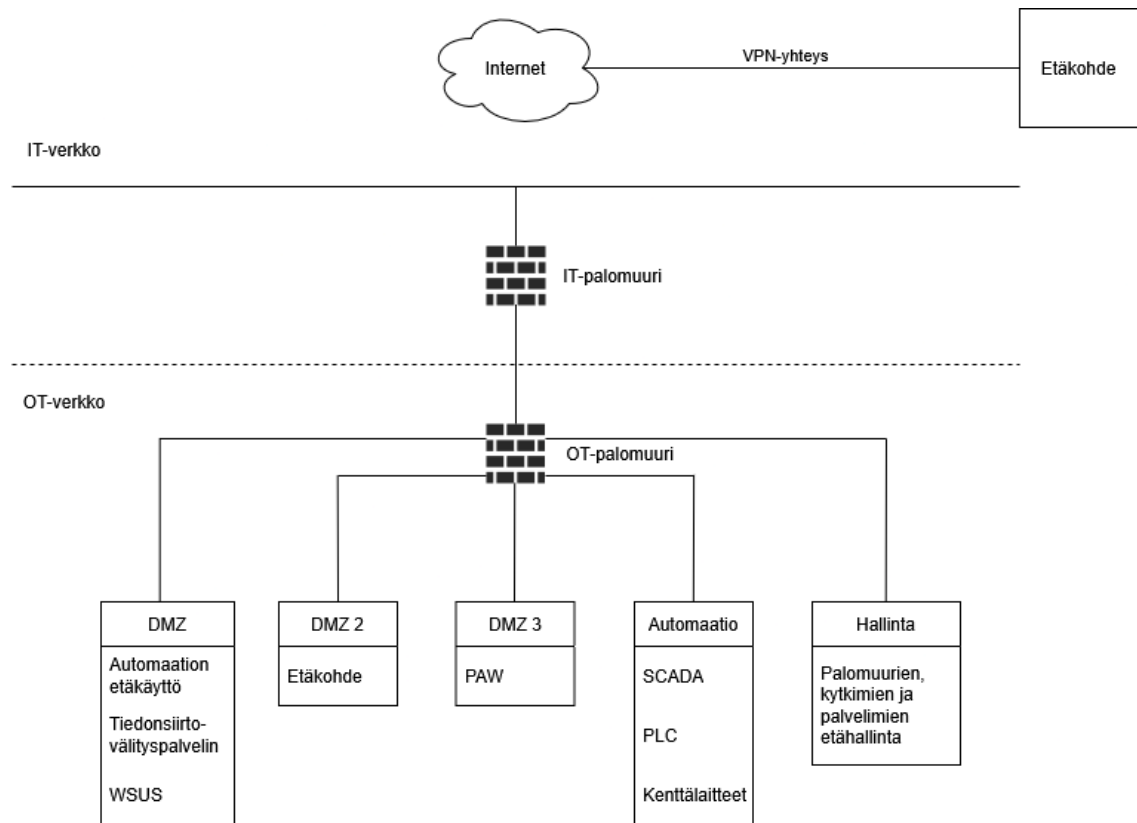 Internet
VPN-yhteys
Etäkohde
IT-verkko
IT-palomuuri
OT-verkko
OT-palomuuri
DMZ
Automaation
etäkäyttö
Tiedonsiirto-
välityspalvelin
WSUS
DMZ 2
Etäkohde
DMZ 3
PAW
Automaatio
SCADA
PLC
Kenttälaitteet
Hallinta
Palomuurien,
kytkimien ja
palvelimien
etähallinta